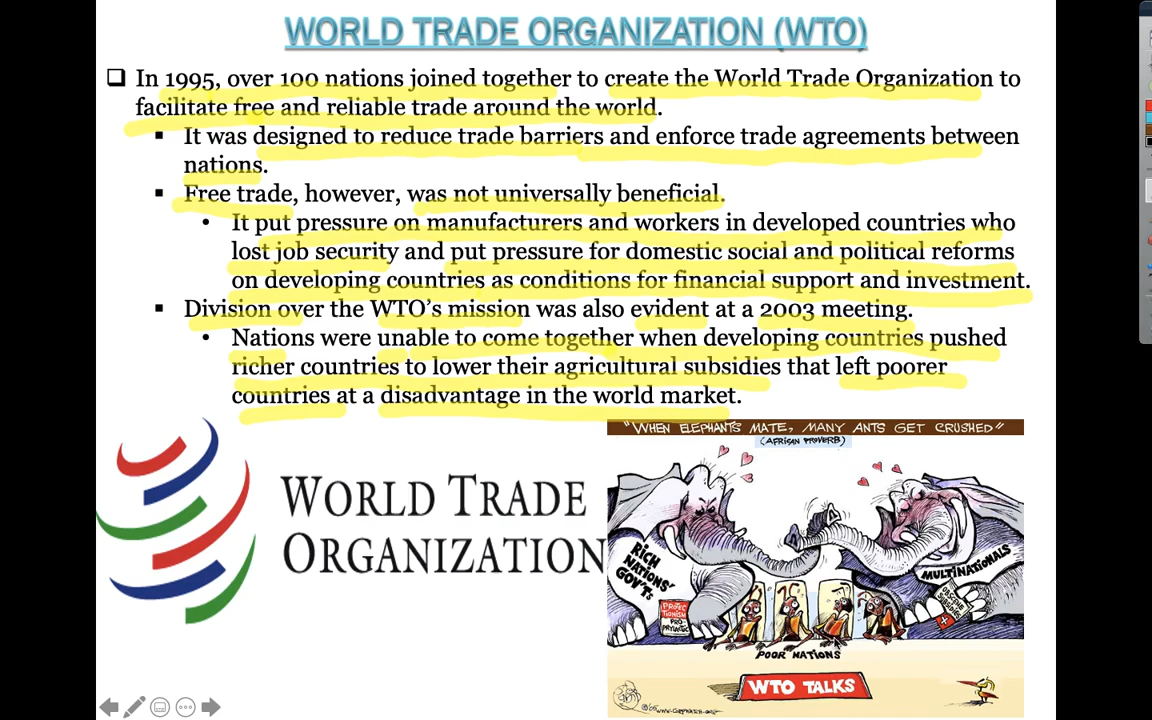 WORLD TRADE ORGANIZATION (WTO)
In 1995, over 100 nations joined together to create the World Trade Organization to
facilitate free and reliable trade around the world.
It was designed to reduce trade barriers and enforce trade agreements between
nations.
Free trade, however, was not universally beneficial.
It put pressure on manufacturers and workers in developed countries who
lost job security and put pressure for domestic social and political reforms
on developing countries as conditions for financial support and investment.
Division over the WTO's mission was also evident at a 2003 meeting.
Nations were unable to come together when developing countries pushed
richer countries to lower their agricultural subsidies that left poorer
countries at a disadvantage in the world market.
WORLD TRADE
ORGANIZATION
"WHEN ELEPHANTS MATE, MANY ANTS GET CRUSHED"
(AFRICAN PROVERB)
RICH
NATIONS'
GOV'TS
MULTINATIONALS
PROTEC
TIONISM
POOR NATIONS
WTO TALKS